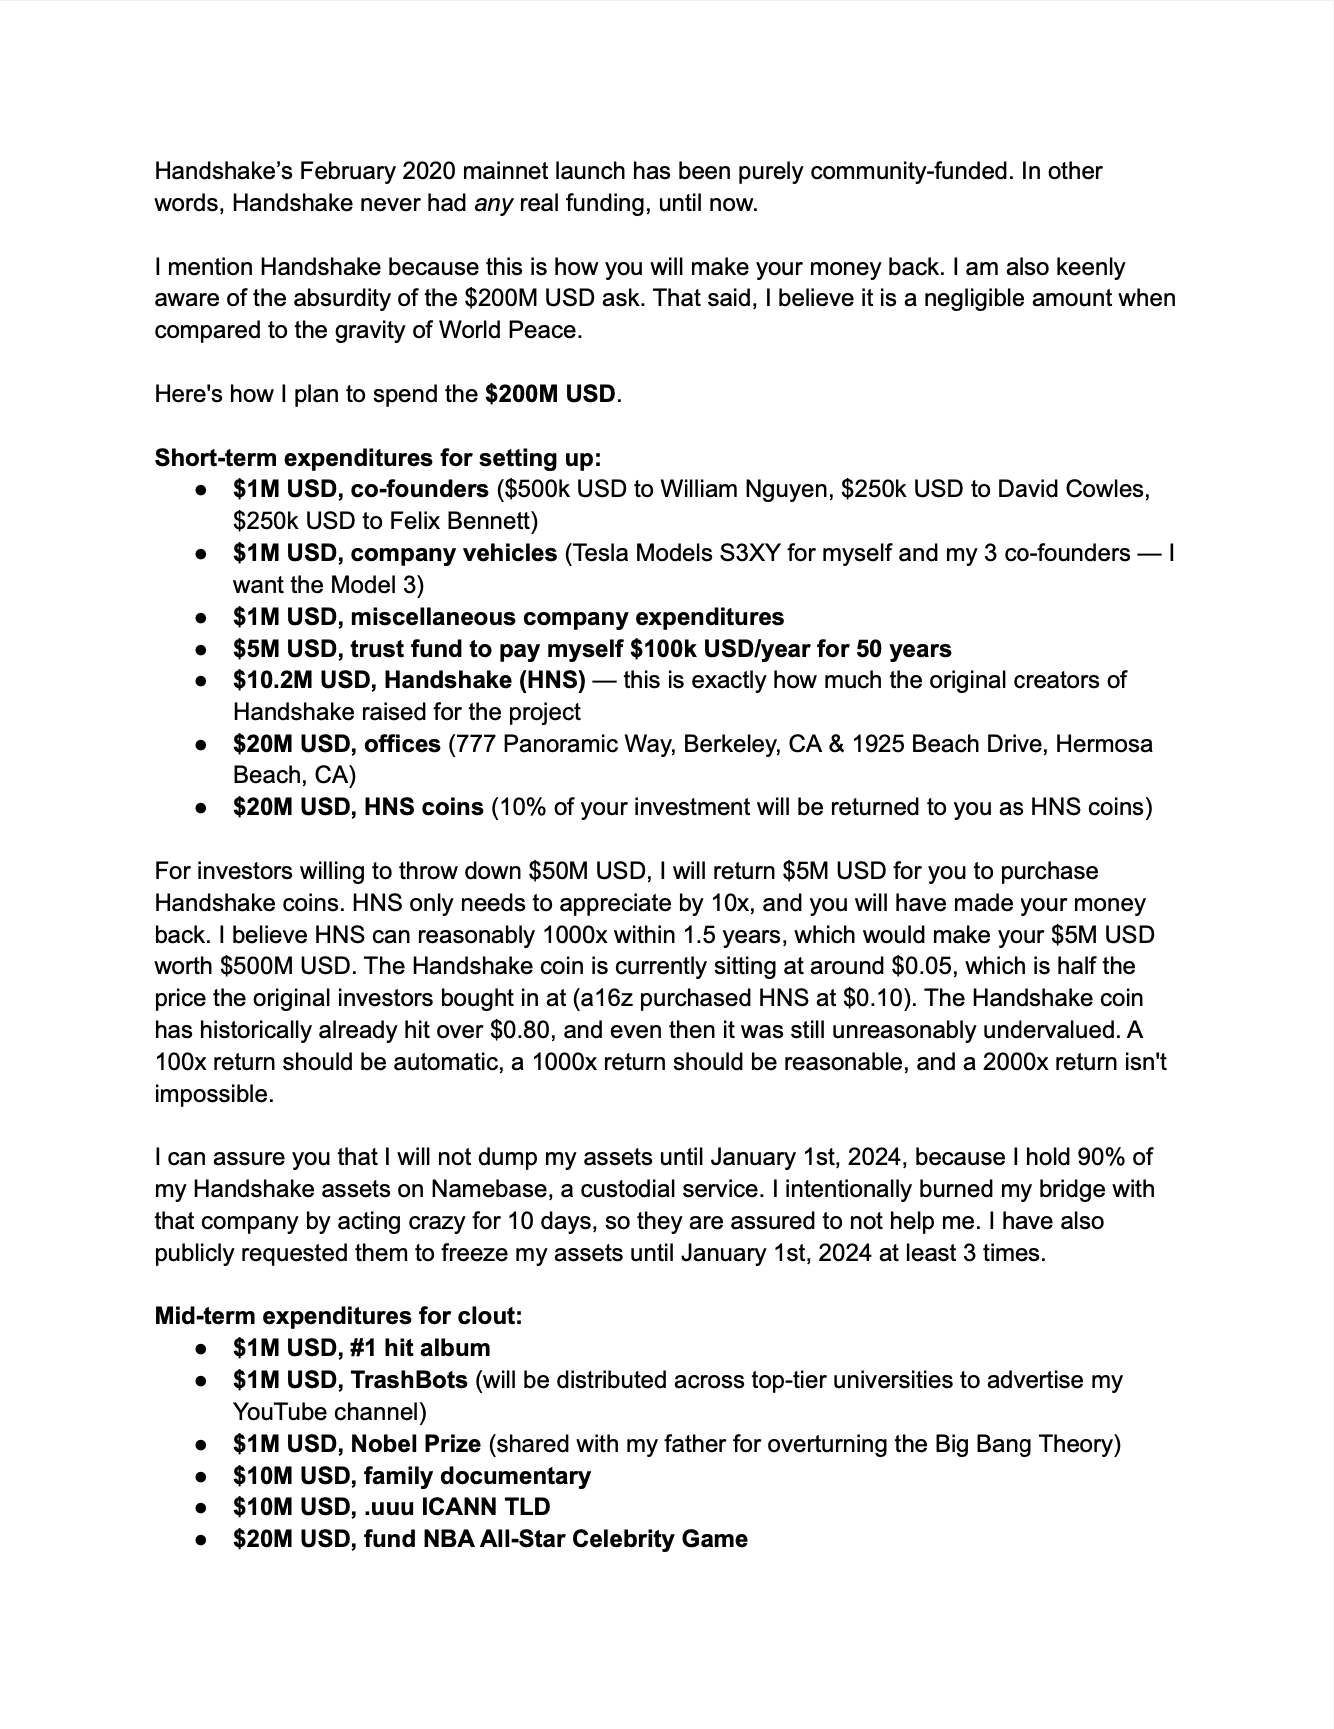 Handshake’s February 2020 mainnet launch has been purely community-funded. In other
words, Handshake never had any real funding, until now.
I mention Handshake because this is how you will make your money back. I am also keenly
aware of the absurdity of the $200M USD ask. That said, I believe it is a negligible amount when
compared to the gravity of World Peace.
Here's how I plan to spend the $200M USD.
Short-term expenditures for setting up:
● $1M USD, co-founders ($500k USD to William Nguyen, $250k USD to David Cowles,
$250k USD to Felix Bennett)
● $1M USD, company vehicles (Tesla Models S3XY for myself and my 3 co-founders — I
want the Model 3)
● $1M USD, miscellaneous company expenditures
● $5M USD, trust fund to pay myself $100k USD/year for 50 years
● $10.2M USD, Handshake (HNS) — this is exactly how much the original creators of
Handshake raised for the project
● $20M USD, offices (777 Panoramic Way, Berkeley, CA & 1925 Beach Drive, Hermosa
Beach, CA)
● $20M USD, HNS coins (10% of your investment will be returned to you as HNS coins)
For investors willing to throw down $50M USD, I will return $5M USD for you to purchase
Handshake coins. HNS only needs to appreciate by 10x, and you will have made your money
back. I believe HNS can reasonably 1000x within 1.5 years, which would make your $5M USD
worth $500M USD. The Handshake coin is currently sitting at around $0.05, which is half the
price the original investors bought in at (a16z purchased HNS at $0.10). The Handshake coin
has historically already hit over $0.80, and even then it was still unreasonably undervalued. A
100x return should be automatic, a 1000x return should be reasonable, and a 2000x return isn't
impossible.
I can assure you that I will not dump my assets until January 1st, 2024, because I hold 90% of
my Handshake assets on Namebase, a custodial service. I intentionally burned my bridge with
that company by acting crazy for 10 days, so they are assured to not help me. I have also
publicly requested them to freeze my assets until January 1st, 2024 at least 3 times.
Mid-term expenditures for clout:
● $1M USD, #1 hit album
● $1M USD, TrashBots (will be distributed across top-tier universities to advertise my
YouTube channel)
● $1M USD, Nobel Prize (shared with my father for overturning the Big Bang Theory)
● $10M USD, family documentary
● $10M USD, .uuu ICANN TLD
● $20M USD, fund NBA All-Star Celebrity Game